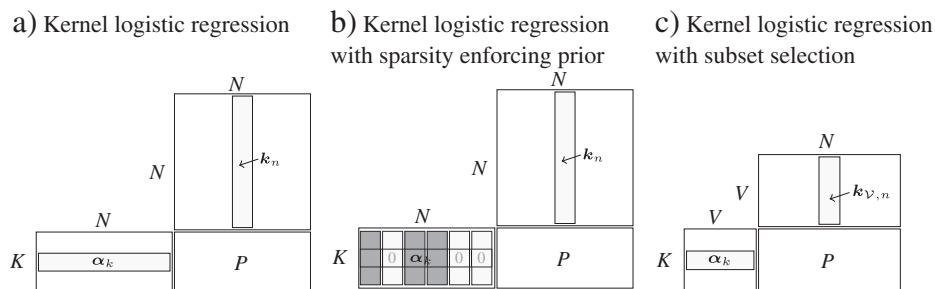 a) Kernel logistic regression
N
N
k_n
N
K
α_k
P
b) Kernel logistic regression
with sparsity enforcing prior
N
N
k_n
N
K
0 α_k 0 0
P
c) Kernel logistic regression
with subset selection
N
V
k_{𝒱,n}
V
K
α_k
P